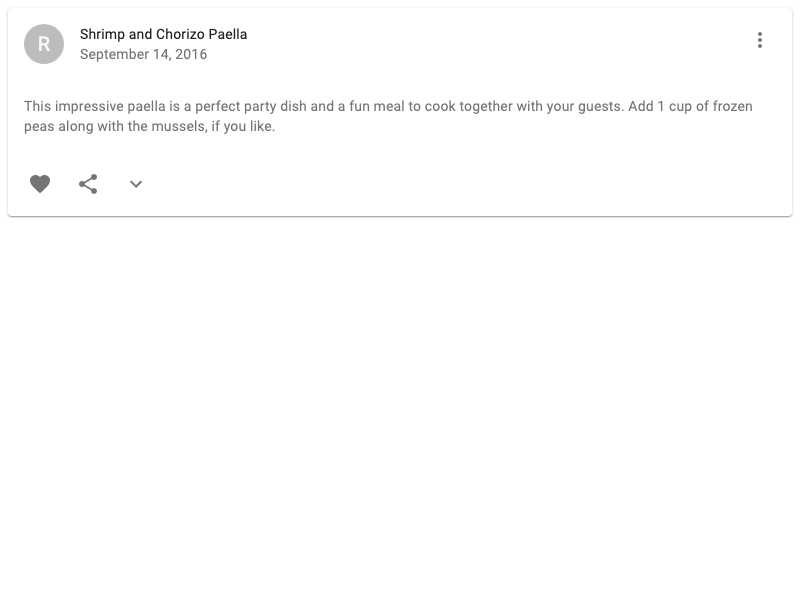 R
Shrimp and Chorizo Paella
September 14, 2016
This impressive paella is a perfect party dish and a fun meal to cook together with your guests. Add 1 cup of frozen
peas along with the mussels, if you like.